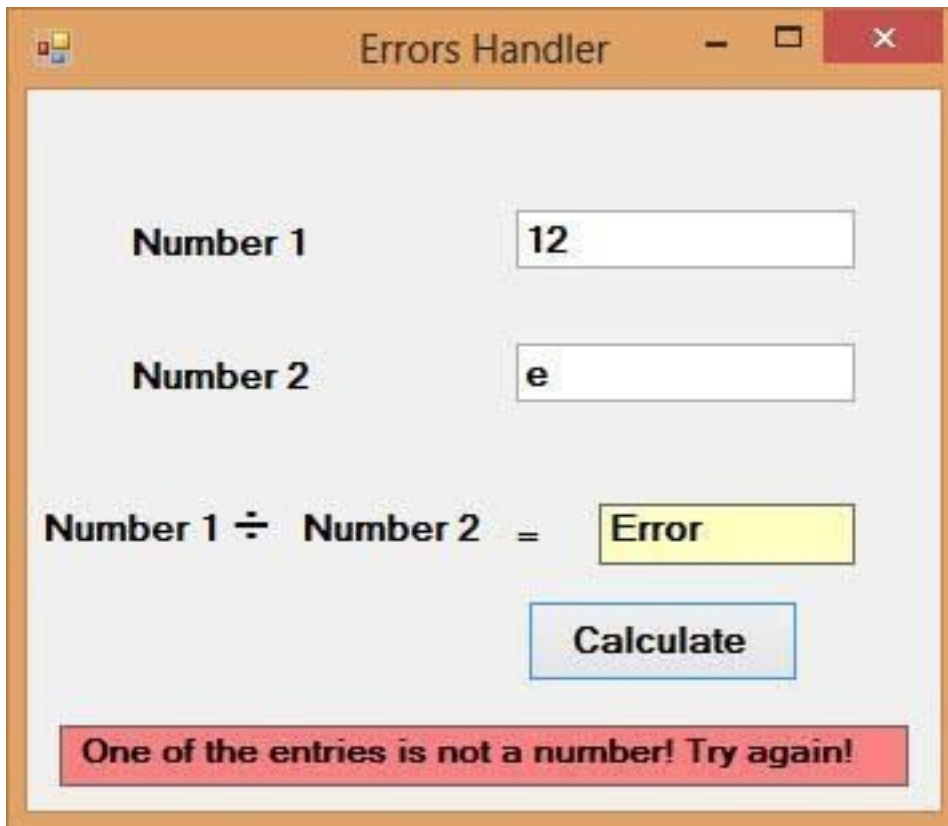 Errors Handler
Number 1 12
Number 2 e
Number 1 ÷ Number 2 = Error
Calculate
One of the entries is not a number! Try again!